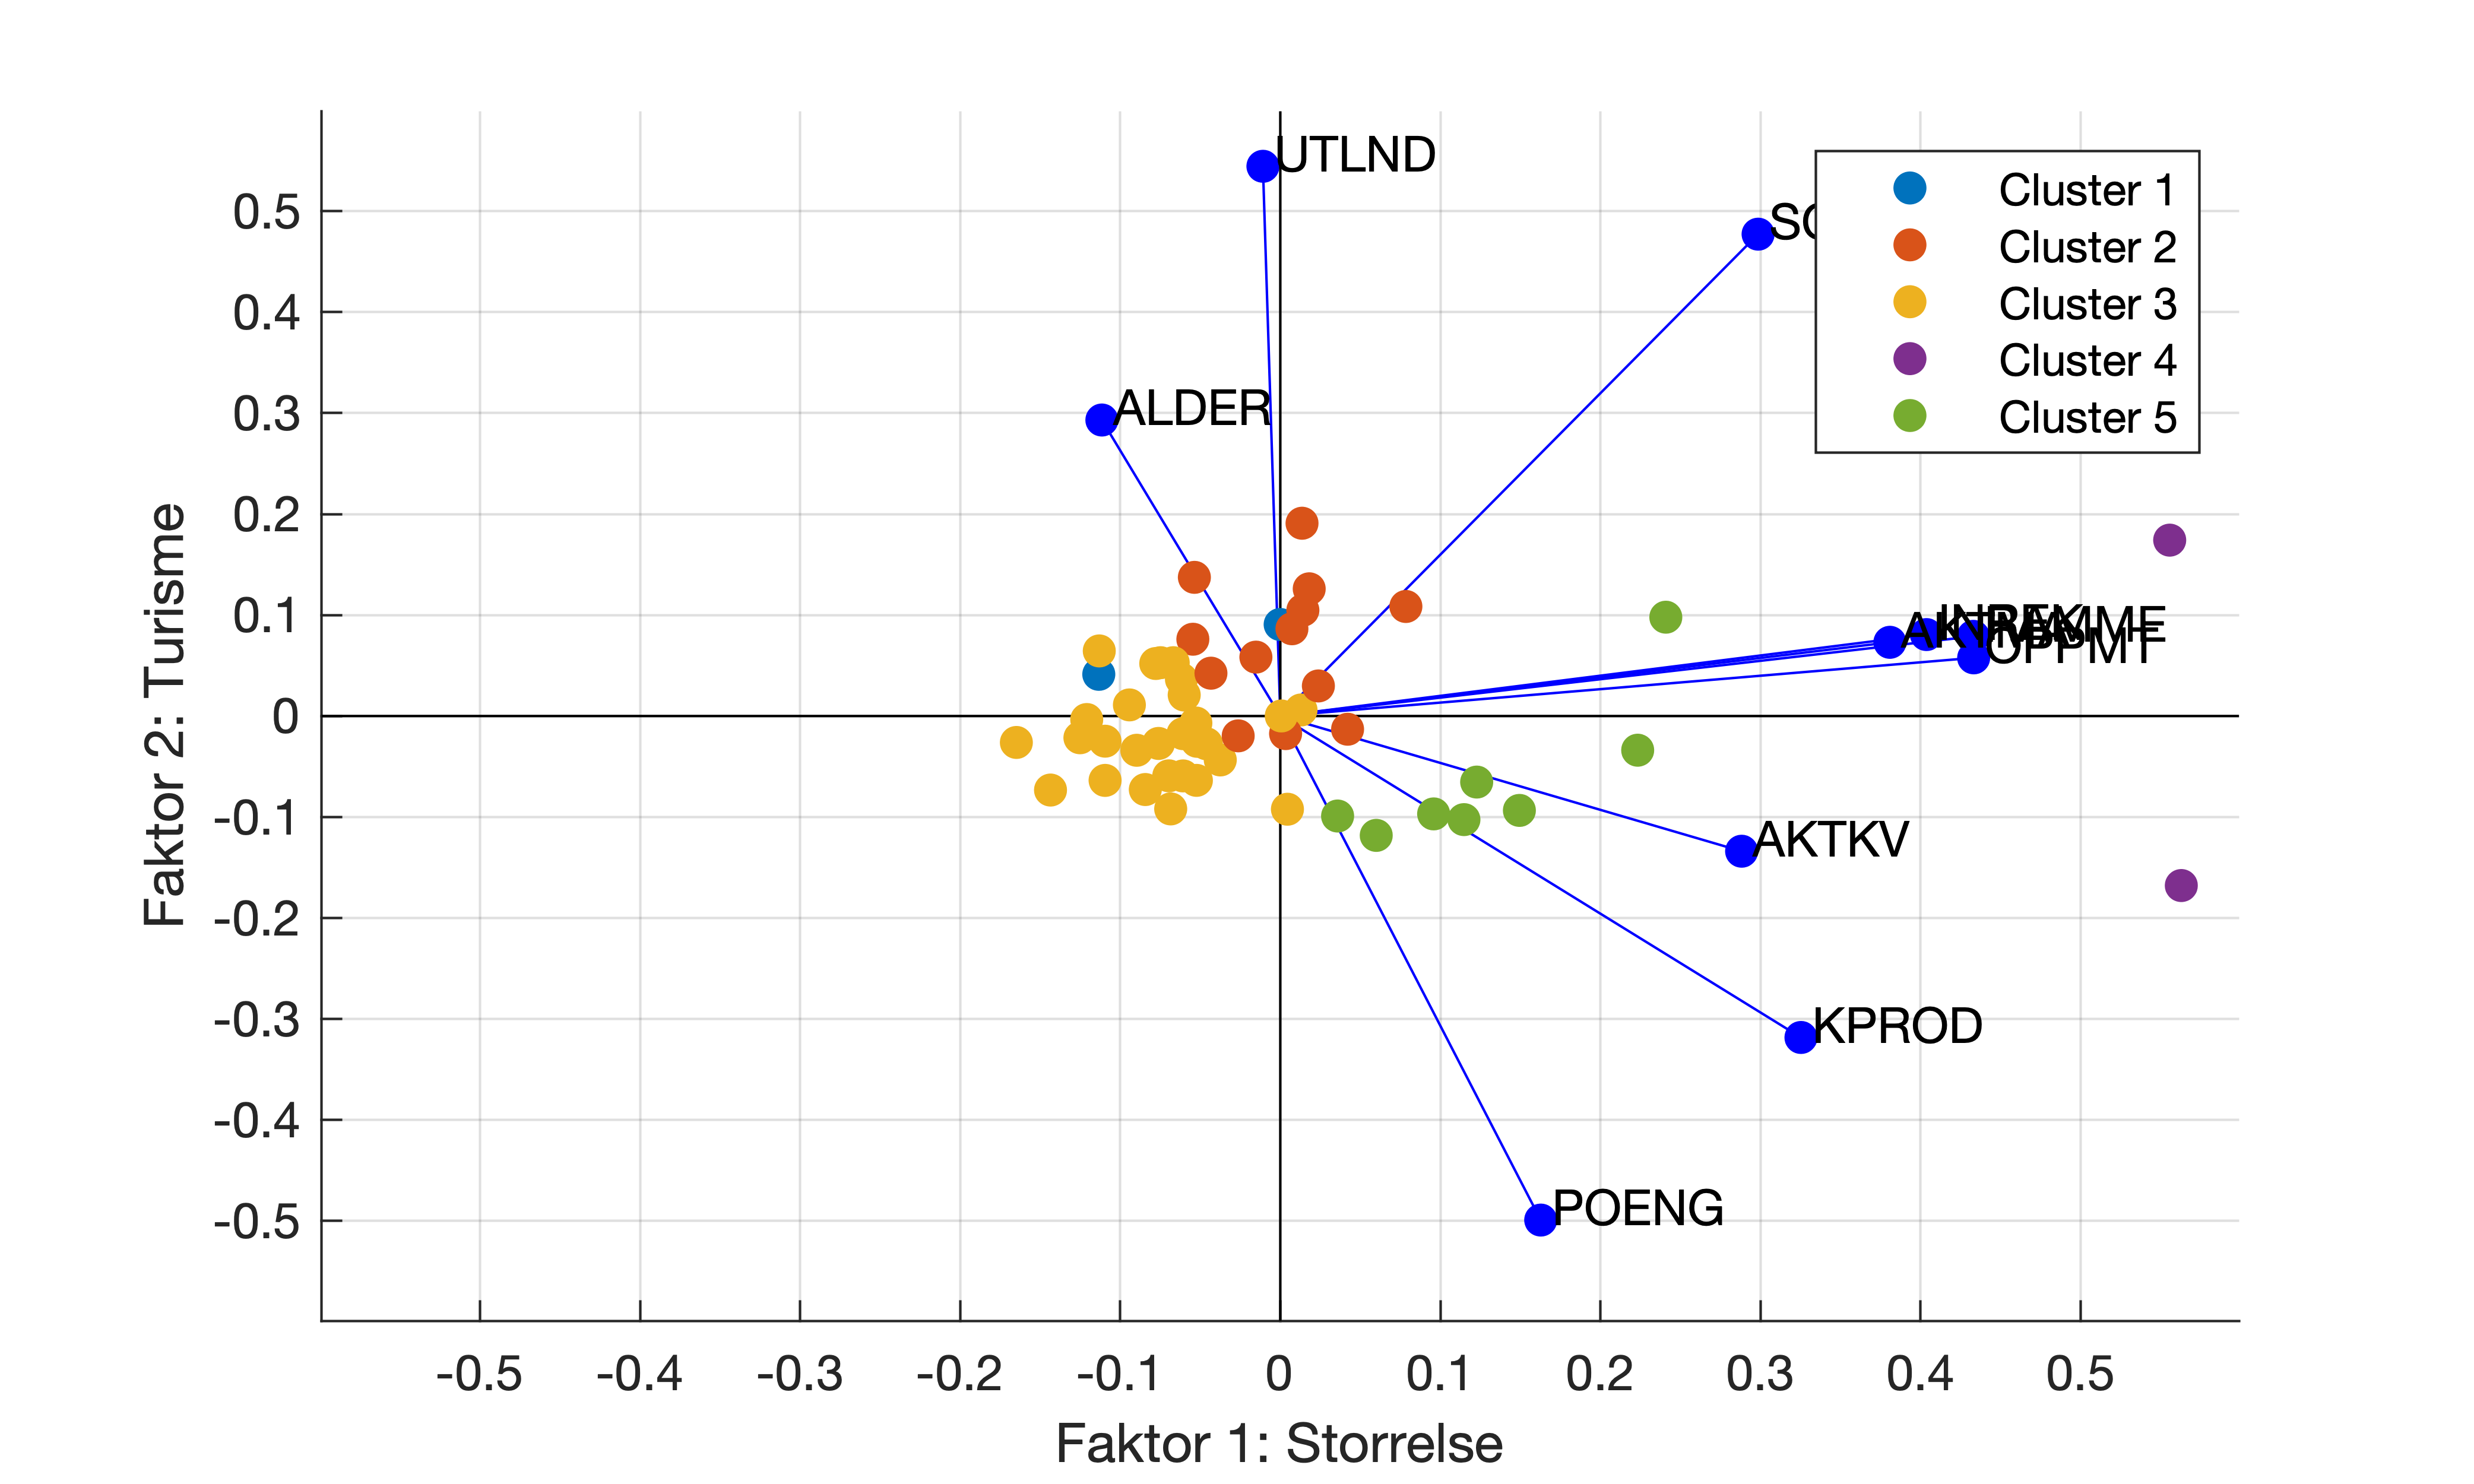 UTLND
SO
Cluster 1
Cluster 2
Cluster 3
Cluster 4
Cluster 5
ALDER
AKTKV
KPROD
POENG
0.5
0.4
0.3
0.2
0.1
0
-0.1
-0.2
-0.3
-0.4
-0.5
Faktor 2: Turisme
-0.5 -0.4 -0.3 -0.2 -0.1 0 0.1 0.2 0.3 0.4 0.5
Faktor 1: Storrelse